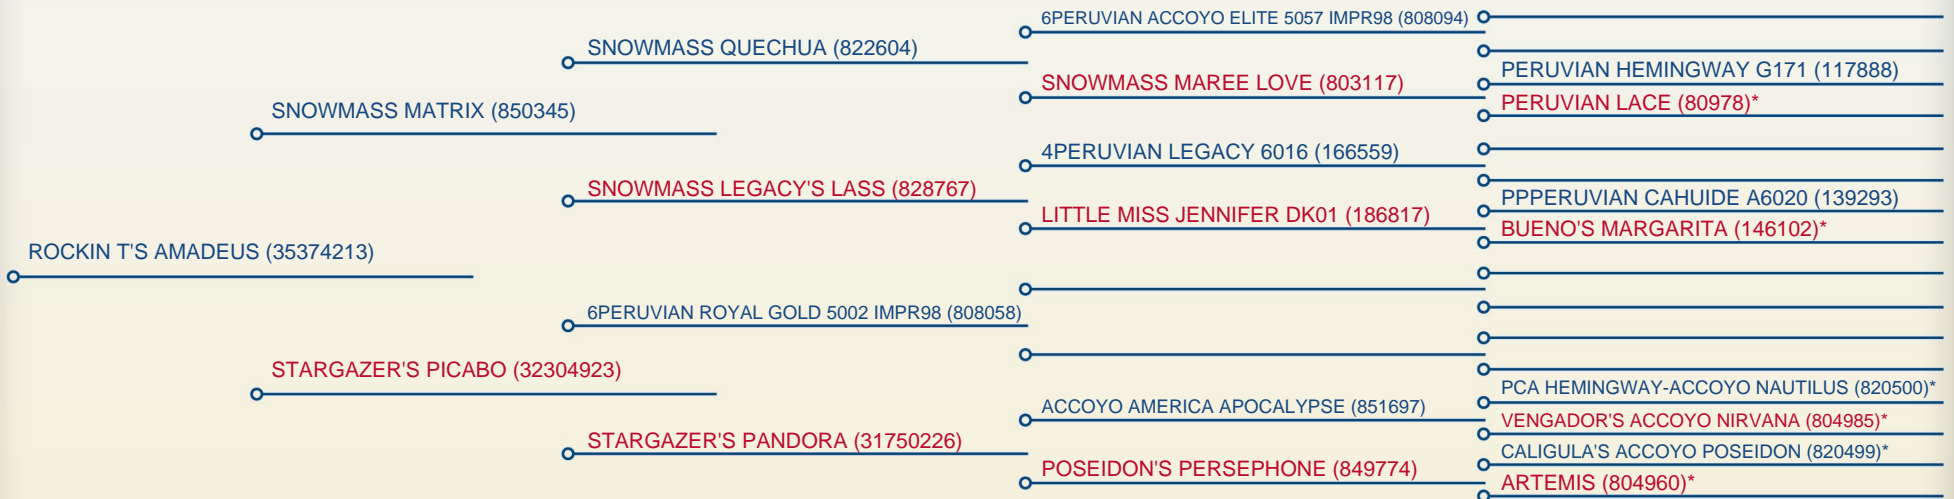 6PERUVIAN ACCOYO ELITE 5057 IMPR98 (808094)
SNOWMASS QUECHUA (822604)
PERUVIAN HEMINGWAY G171 (117888)
SNOWMASS MAREE LOVE (803117)
PERUVIAN LACE (80978)*
SNOWMASS MATRIX (850345)
4PERUVIAN LEGACY 6016 (166559)
SNOWMASS LEGACY'S LASS (828767)
PPPERUVIAN CAHUIDE A6020 (139293)
LITTLE MISS JENNIFER DK01 (186817)
BUENO'S MARGARITA (146102)*
ROCKIN T'S AMADEUS (35374213)
6PERUVIAN ROYAL GOLD 5002 IMPR98 (808058)
STARGAZER'S PICABO (32304923)
PCA HEMINGWAY-ACCOYO NAUTILUS (820500)*
ACCOYO AMERICA APOCALYPSE (851697)
VENGADOR'S ACCOYO NIRVANA (804985)*
STARGAZER'S PANDORA (31750226)
CALIGULA'S ACCOYO POSEIDON (820499)*
POSEIDON'S PERSEPHONE (849774)
ARTEMIS (804960)*